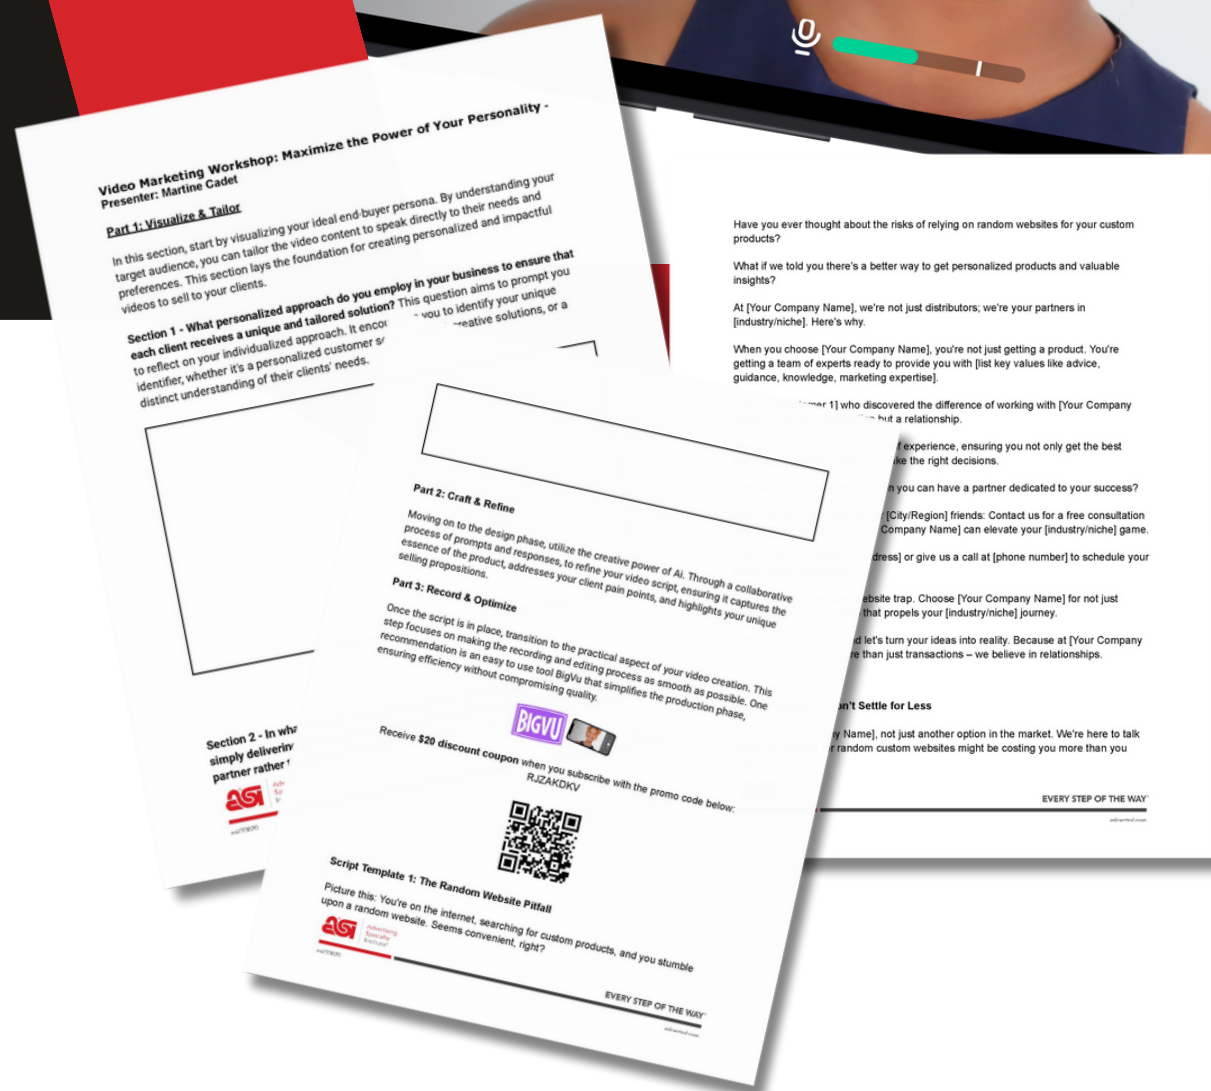 Video Marketing Workshop: Maximize the Power of Your Personality -
Presenter: Martine Cadet
Part 1: Visualize & Tailor
In this section, start by visualizing your ideal end-buyer persona. By understanding your
target audience, you can tailor the video content to speak directly to their needs and
preferences. This section lays the foundation for creating personalized and impactful
videos to sell to your clients.
Section 1 - What personalized approach do you employ in your business to ensure that
each client receives a unique and tailored solution? This question aims to prompt you
to reflect on your individualized approach. It you to identify your unique
identifier, whether it's a personalized customer solutions, or a
distinct understanding of their clients' needs.
Section 2 - In
simply
partner rather
ASI
Part 2: Craft & Refine
Moving on to the design phase, utilize the creative power of Ai. Through a collaborative
process of prompts and responses, to refine your video script, ensuring it captures the
essence of the product, addresses your client pain points, and highlights your unique
selling propositions.
Part 3: Record & Optimize
Once the script is in place, transition to the practical aspect of your video creation. This
step focuses on making the recording and editing process as smooth as possible. One
recommendation is an easy to use tool BigVu that simplifies the production phase,
ensuring efficiency without compromising quality.
BIGVU
Receive $20 discount coupon when you subscribe with the promo code below:
RJZAKDKV
Script Template 1: The Random Website Pitfall
Picture this: You're on the internet, searching for custom products, and you stumble
upon a random website. Seems convenient, right?
ASI
Advertising
Specialty
Institute
EVERY STEP OF THE WAY
Have you ever thought about the risks of relying on random websites for your custom
products?
What if we told you there's a better way to get personalized products and valuable
insights?
At [Your Company Name], we're not just distributors; we're your partners in
[industry/niche]. Here's why.
When you choose [Your Company Name], you're not just getting a product. You're
getting a team of experts ready to provide you with [list key values like advice,
guidance, knowledge, marketing expertise].
1] who discovered the difference of working with [Your Company
but a relationship.
experience, ensuring you not only get the best
the right decisions.
you can have a partner dedicated to your success?
[City/Region] friends: Contact us for a free consultation
Company Name] can elevate your [industry/niche] game.
or give us a call at [phone number] to schedule your
trap. Choose [Your Company Name] for not just
that propels your [industry/niche] journey.
let's turn your ideas into reality. Because at [Your Company
than just transactions – we believe in relationships.
Settle for Less
Name], not just another option in the market. We're here to talk
random custom websites might be costing you more than you
EVERY STEP OF THE WAY